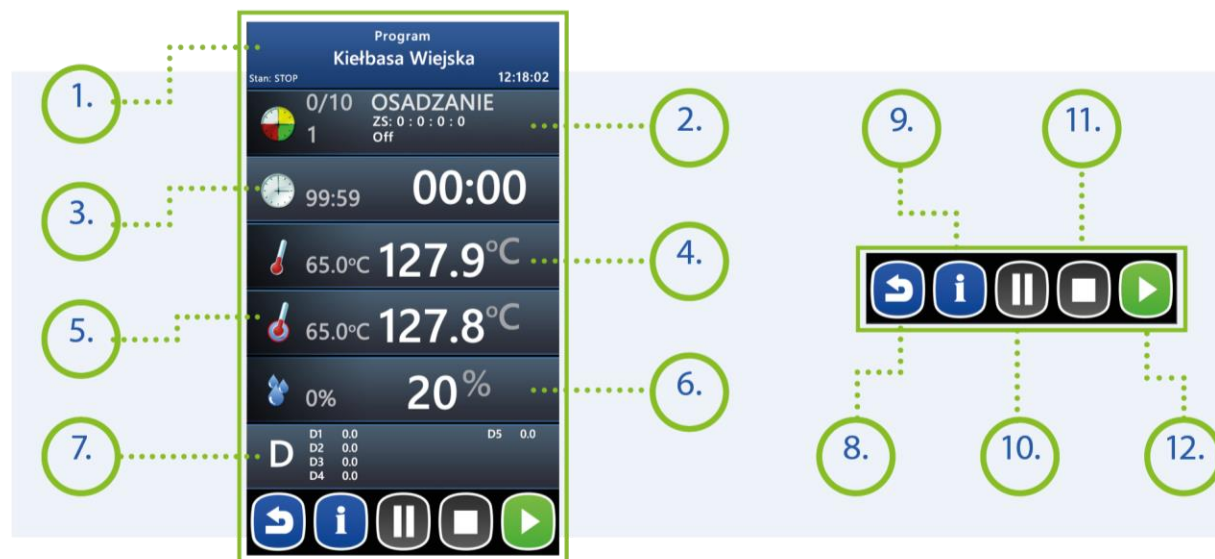 Program
Kiełbasa Wiejska
Stan: STOP 12:18:02
1.
0/10 OSADZANIE
ZS: 0 : 0 : 0 : 0
1 Off
2.
3.
99:59 00:00
65.0°C 127.9°C
4.
5.
65.0°C 127.8°C
0% 20%
6.
7.
D
D1 0.0 D5 0.0
D2 0.0
D3 0.0
D4 0.0
i
9.
11.
i
8.
10.
12.